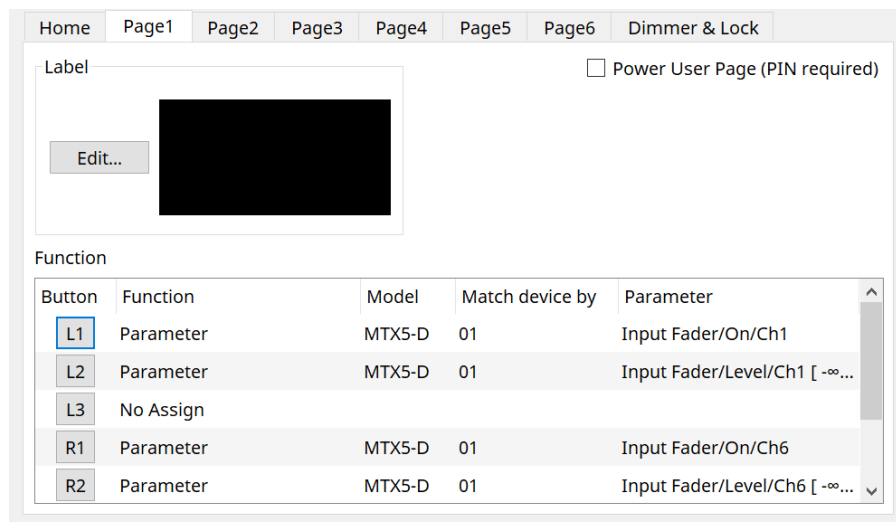 Home Page1 Page2 Page3 Page4 Page5 Page6 Dimmer & Lock
Label
Power User Page (PIN required)
Edit...
Function
Button Function Model Match device by Parameter
L1 Parameter MTX5-D 01 Input Fader/On/Ch1
L2 Parameter MTX5-D 01 Input Fader/Level/Ch1 [ -∞...
L3 No Assign
R1 Parameter MTX5-D 01 Input Fader/On/Ch6
R2 Parameter MTX5-D 01 Input Fader/Level/Ch6 [ -∞...